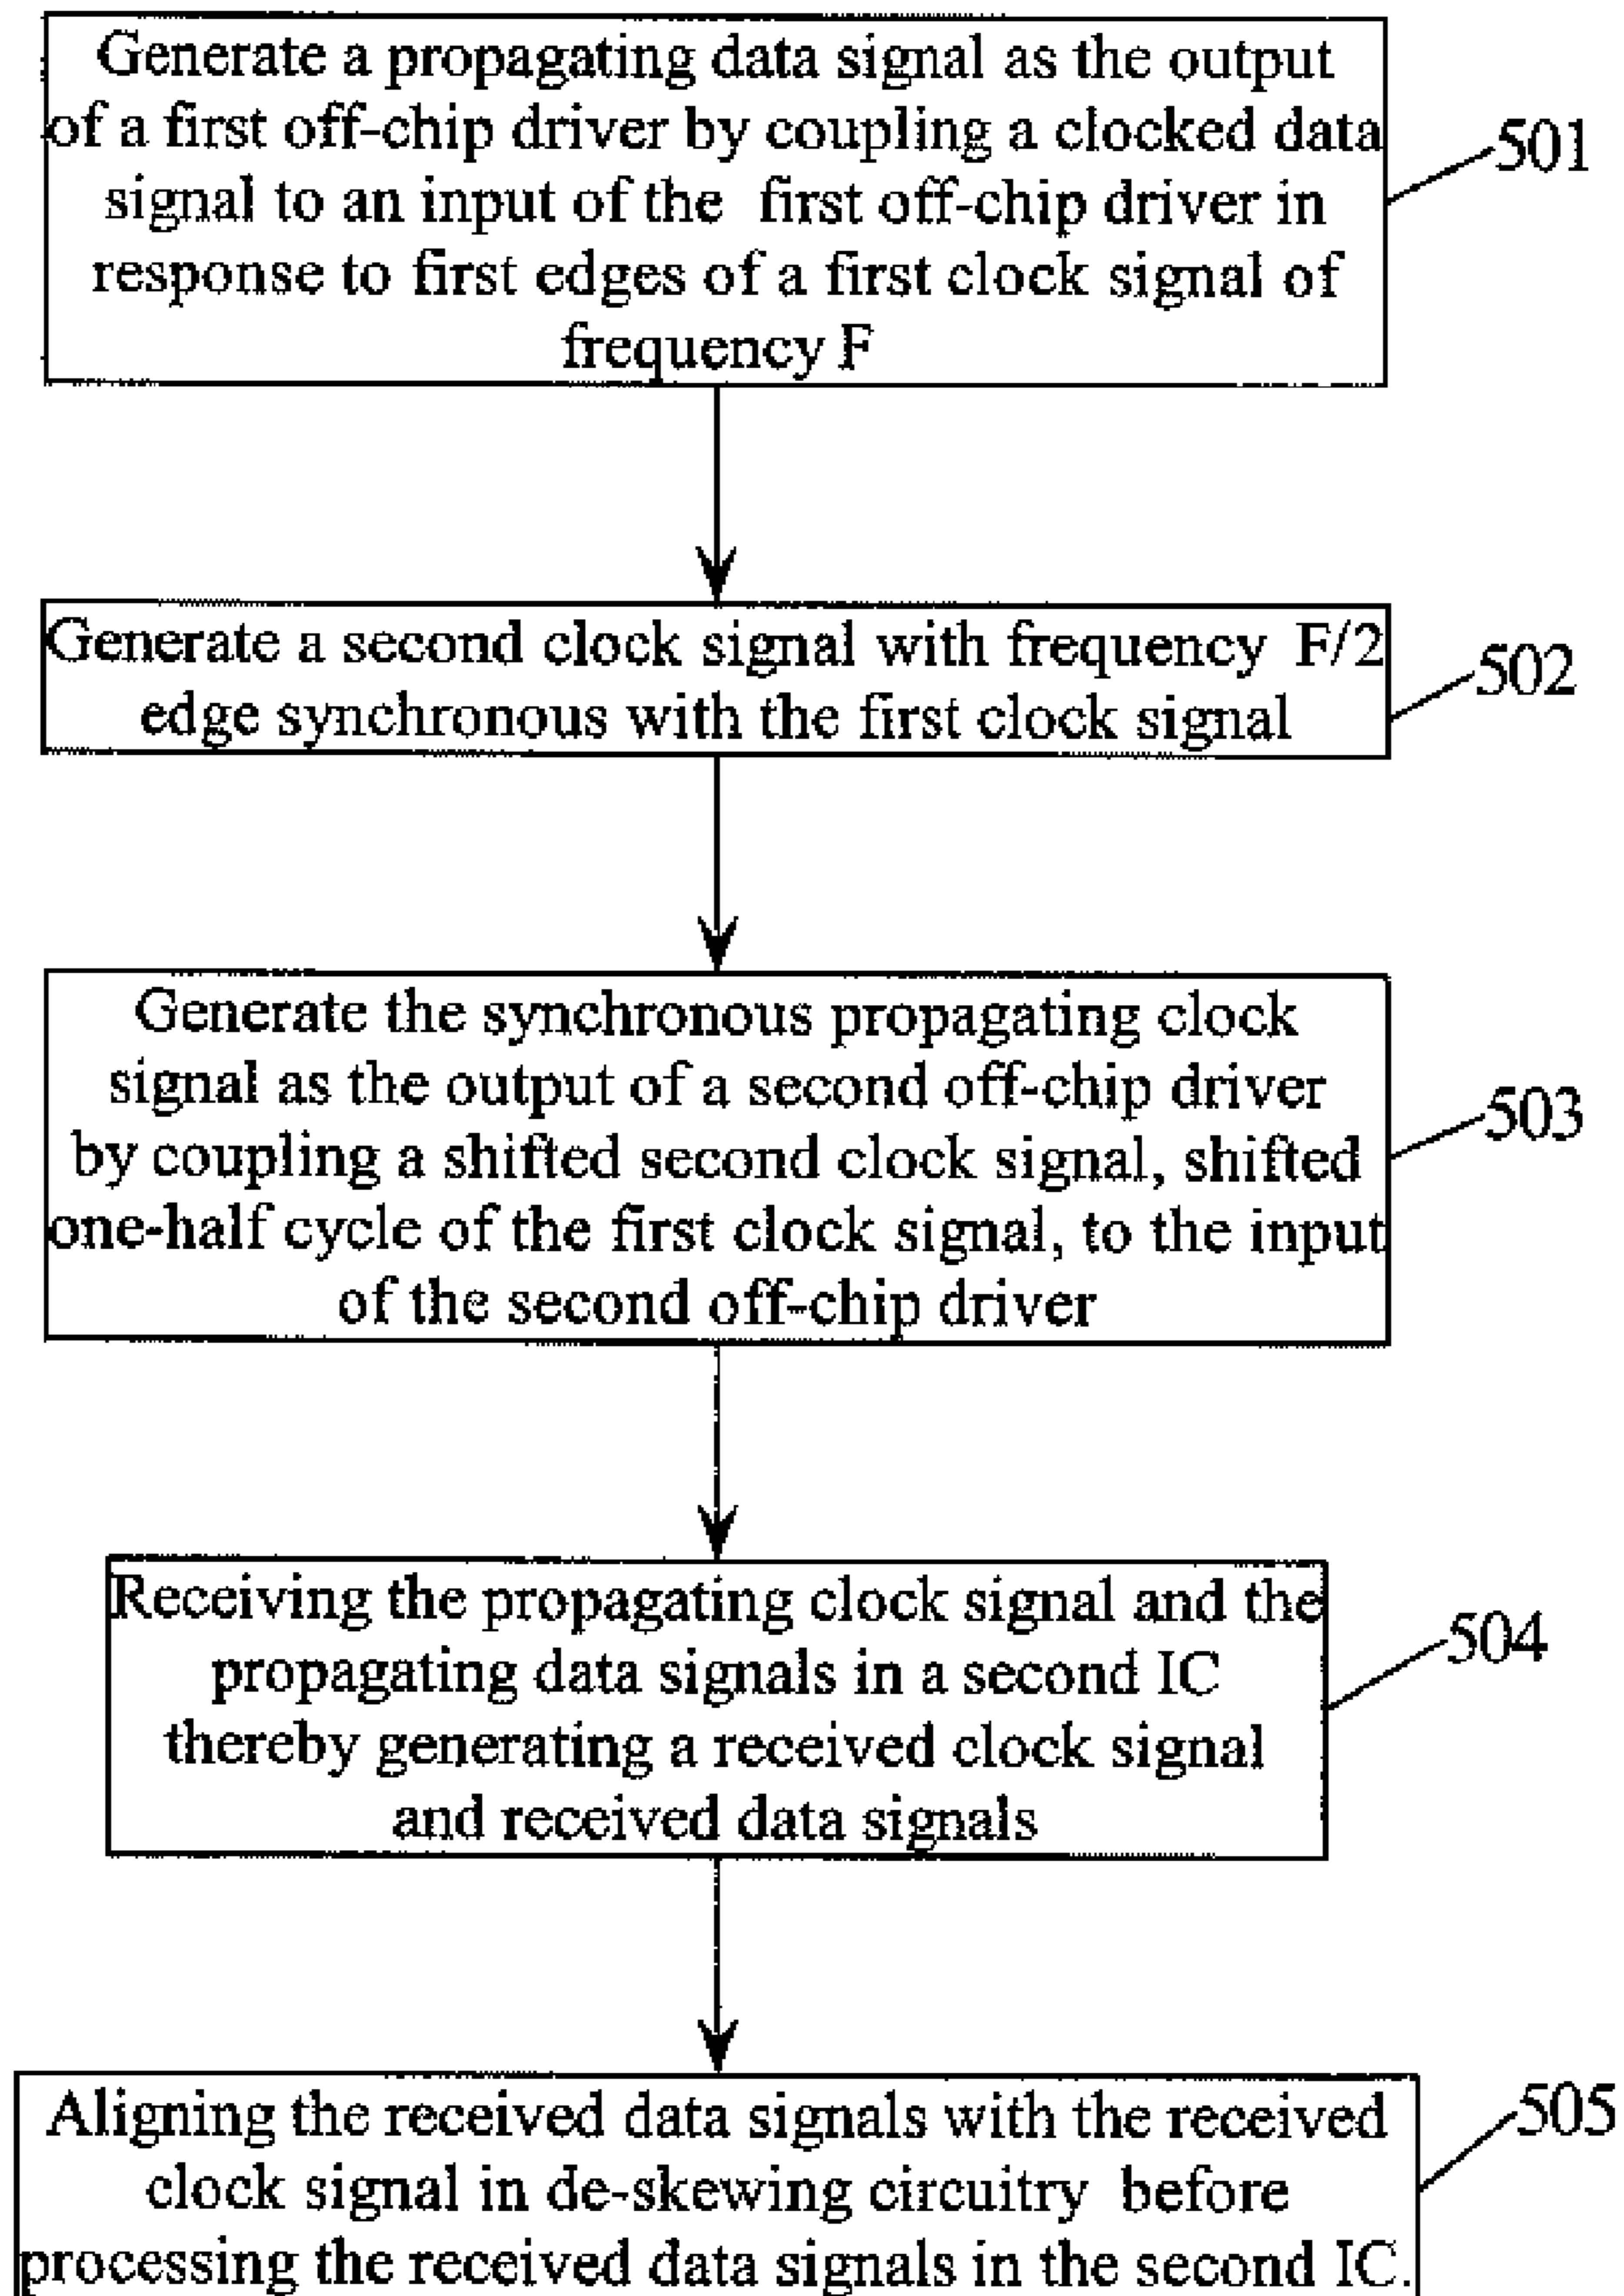 Generate a propagating data signal as the output
of a first off-chip driver by coupling a clocked data
signal to an input of the first off-chip driver in
response to first edges of a first clock signal of
frequency F
501
Generate a second clock signal with frequency F/2
edge synchronous with the first clock signal
502
Generate the synchronous propagating clock
signal as the output of a second off-chip driver
by coupling a shifted second clock signal, shifted
one-half cycle of the first clock signal, to the input
of the second off-chip driver
503
Receiving the propagating clock signal and the
propagating data signals in a second IC
thereby generating a received clock signal
and received data signals
504
Aligning the received data signals with the received
clock signal in de-skewing circuitry before
processing the received data signals in the second IC.
505